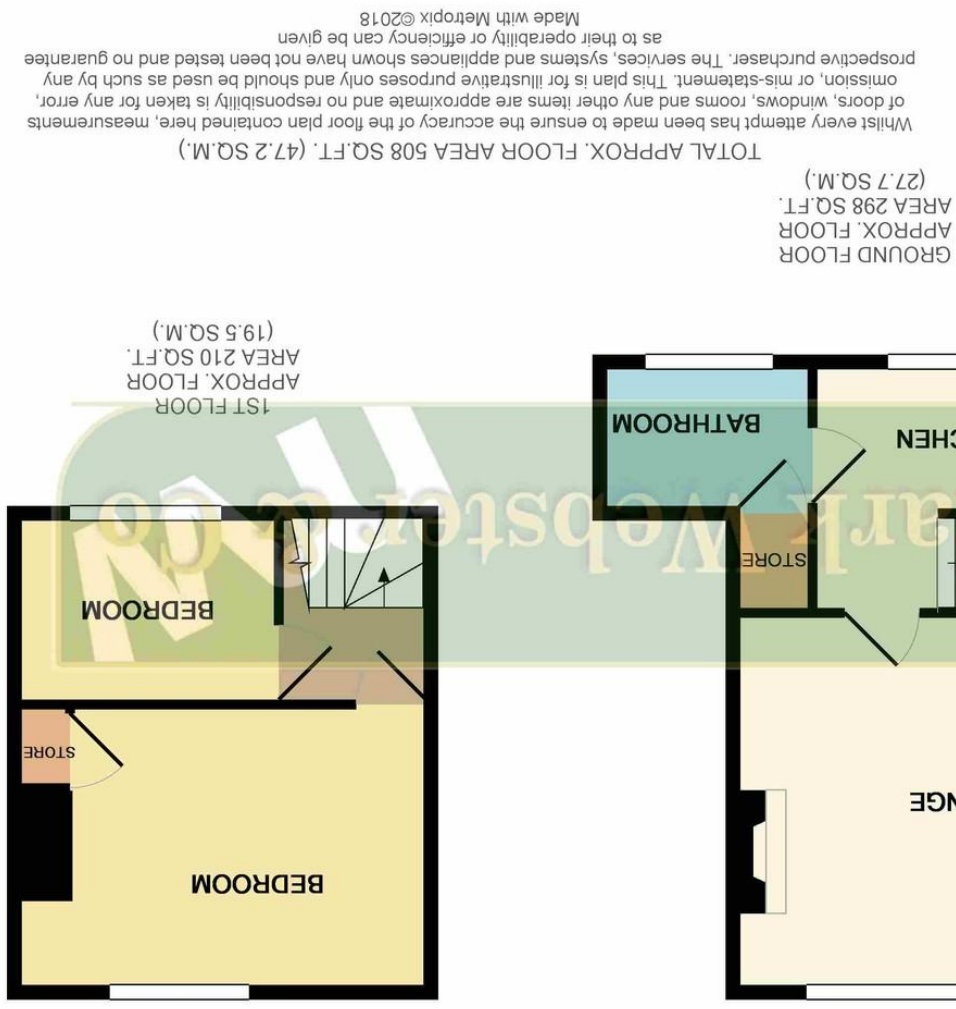 BEDROOM
STORE
BEDROOM
1ST FLOOR
APPROX. FLOOR
AREA 210 SQ.FT.
(19.5 SQ.M.)
NGE
STORE
CHEN
BATHROOM
ark Webster & Co
GROUND FLOOR
APPROX. FLOOR
AREA 298 SQ.FT.
(27.7 SQ.M.)
TOTAL APPROX. FLOOR AREA 508 SQ.FT. (47.2 SQ.M.)
Whilst every attempt has been made to ensure the accuracy of the floor plan contained here, measurements
of doors, windows, rooms and any other items are approximate and no responsibility is taken for any error,
omission, or mis-statement. This plan is for illustrative purposes only and should be used as such by any
prospective purchaser. The services, systems and appliances shown have not been tested and no guarantee
as to their operability or efficiency can be given
Made with Metropix ©2018